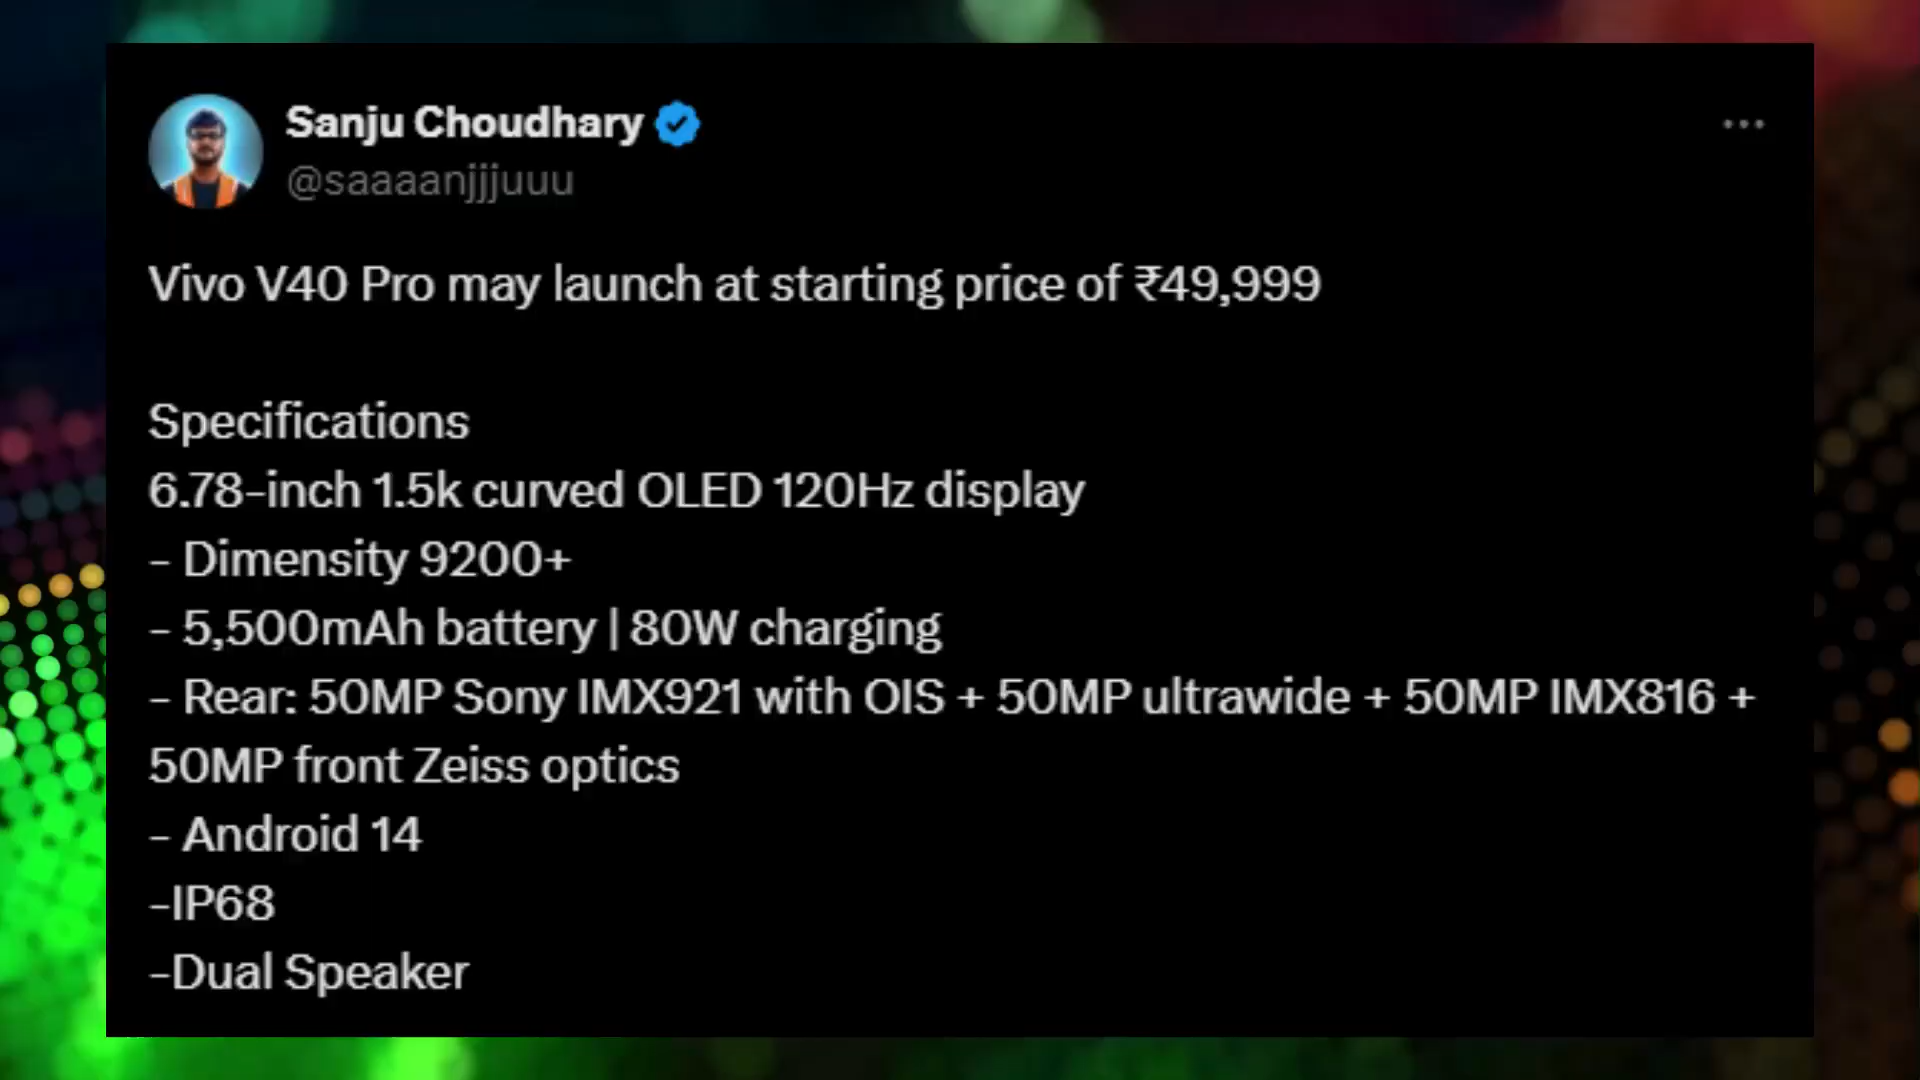 Sanju Choudhary
@saaaanjjjuuu
Vivo V40 Pro may launch at starting price of ₹49,999
Specifications
6.78-inch 1.5k curved OLED 120Hz display
- Dimensity 9200+
- 5,500mAh battery | 80W charging
- Rear: 50MP Sony IMX921 with OIS + 50MP ultrawide + 50MP IMX816 +
50MP front Zeiss optics
- Android 14
-IP68
-Dual Speaker